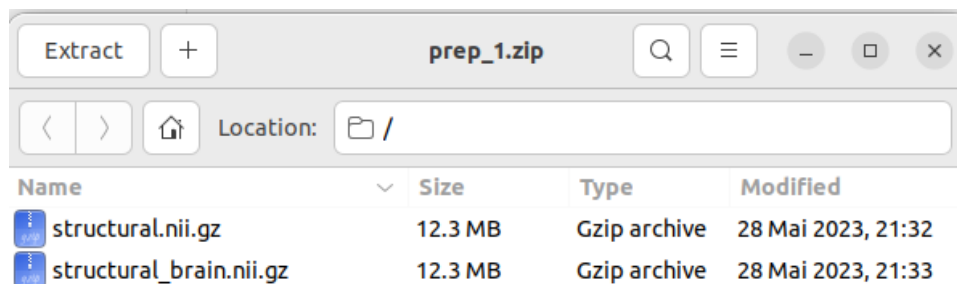 Extract + prep_1.zip
Location: /
Name Size Type Modified
structural.nii.gz 12.3 MB Gzip archive 28 Mai 2023, 21:32
structural_brain.nii.gz 12.3 MB Gzip archive 28 Mai 2023, 21:33